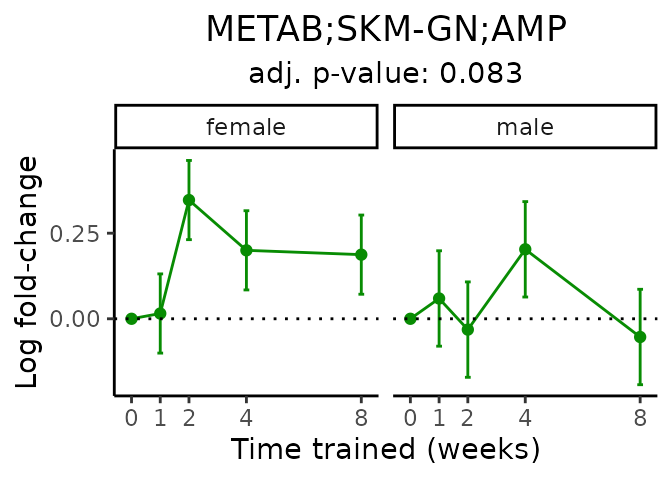 METAB;SKM-GN;AMP
adj. p-value: 0.083
female
male
Log fold-change
0.25
0.00
0 1 2 4 8
0 1 2 4 8
Time trained (weeks)